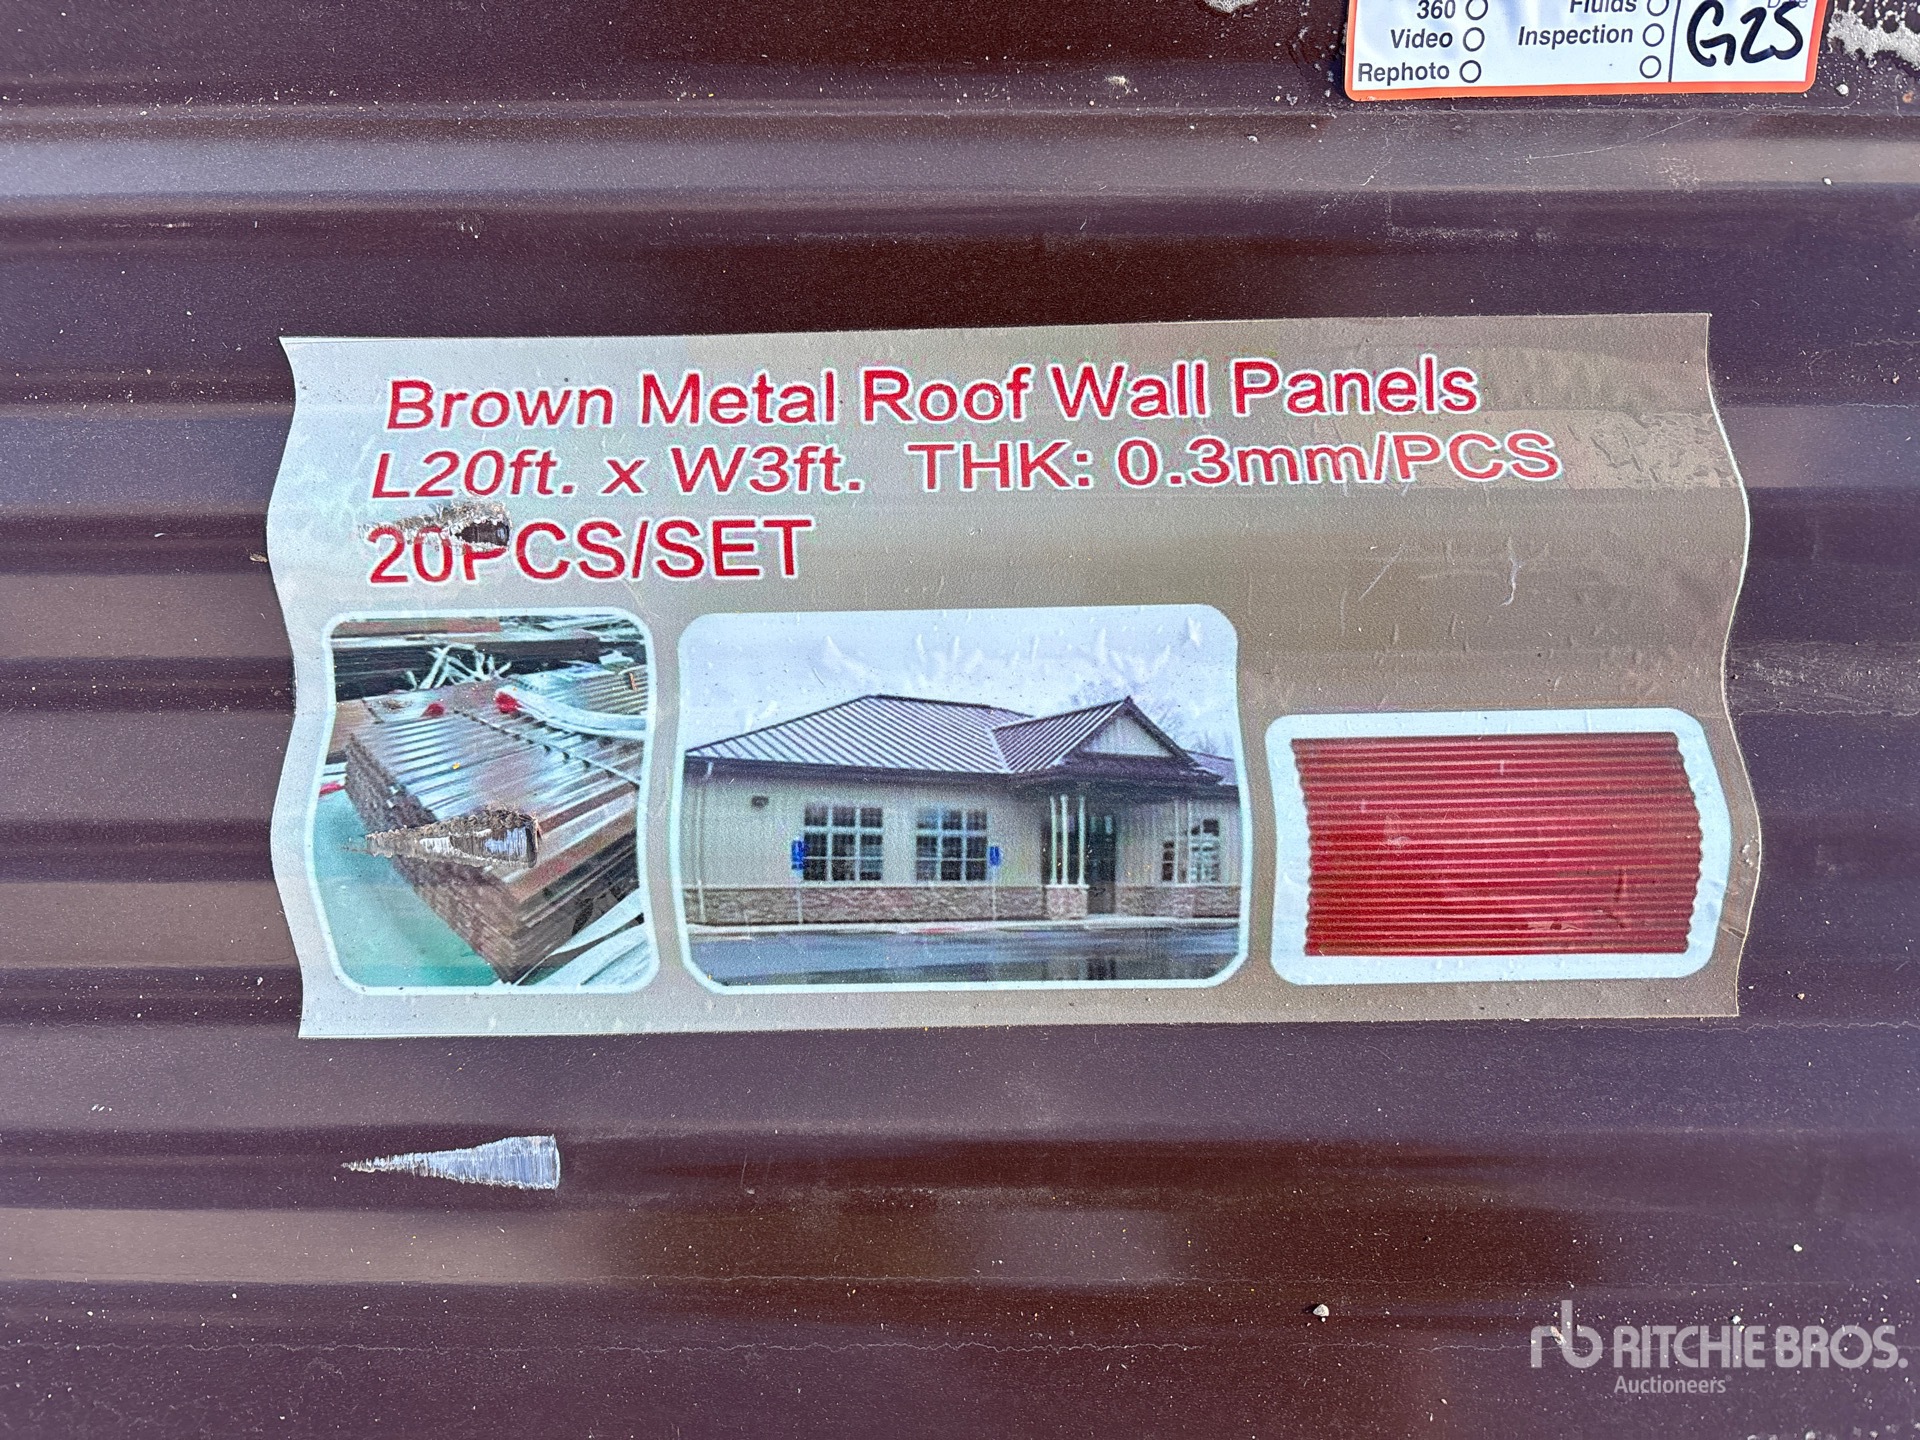 360
Video
Rephoto
Fluids
Inspection
G25
Brown Metal Roof Wall Panels
L20ft. x W3ft. THK: 0.3mm/PCS
20PCS/SET
rb RITCHIE BROS.
Auctioneers